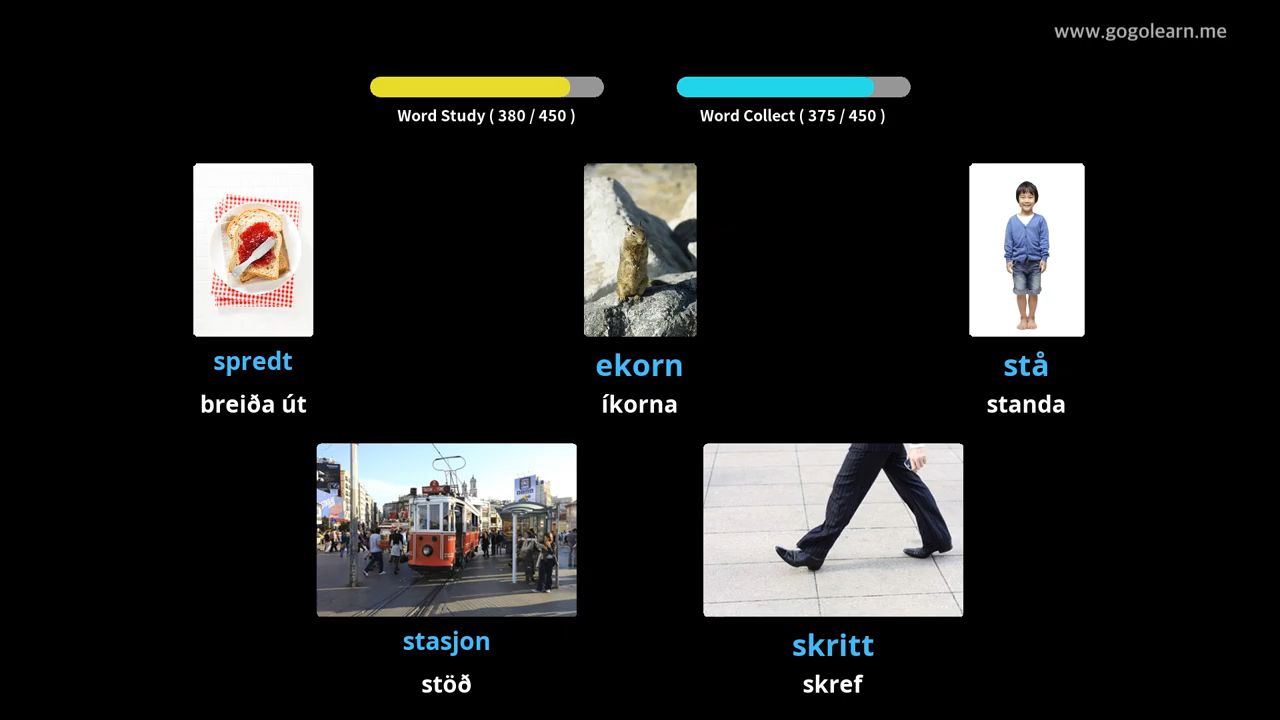 www.gogolearn.me
Word Study ( 380 / 450 )
Word Collect ( 375 / 450 )
spredt
breiða út
ekorn
íkorna
stå
standa
stasjon
stöð
skritt
skref